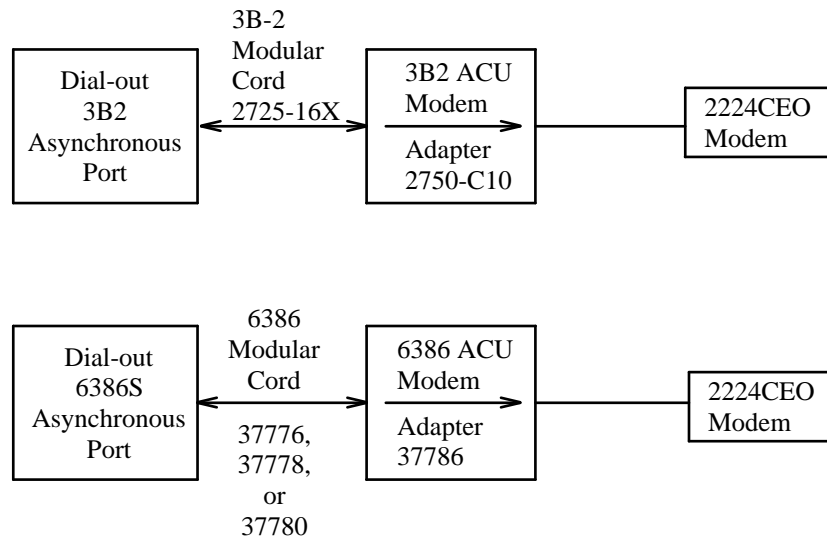 3B-2
Modular
Cord
2725-16X
Dial-out
3B2
Asynchronous
Port
3B2 ACU
Modem
Adapter
2750-C10
2224CEO
Modem
6386
Modular
Cord
37776,
37778,
or
37780
Dial-out
6386S
Asynchronous
Port
6386 ACU
Modem
Adapter
37786
2224CEO
Modem